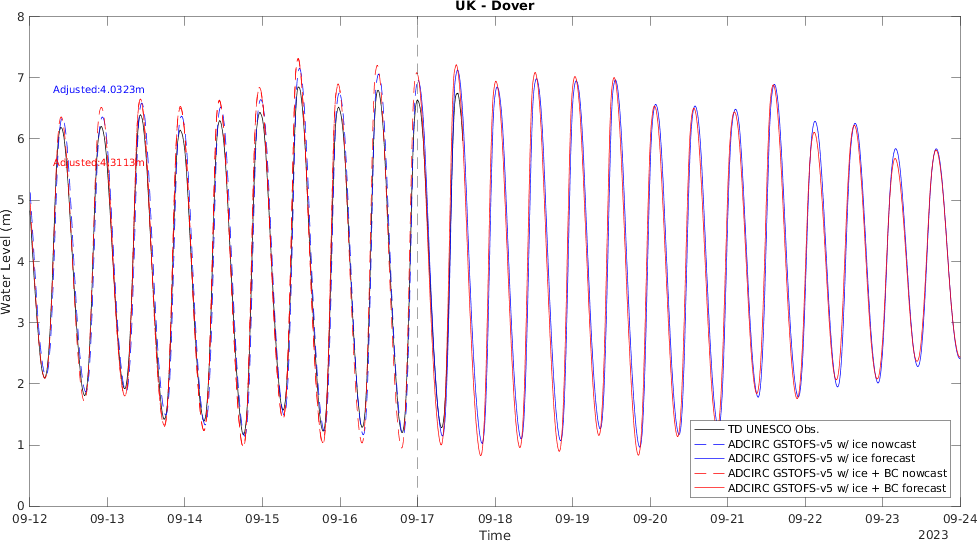 UK - Dover
8
7
6
5
4
3
2
1
0
Water Level (m)
Adjusted:4.0323m
Adjusted:4.3113m
TD UNESCO Obs.
ADCIRC GSTOFS-v5 w/ ice nowcast
ADCIRC GSTOFS-v5 w/ ice forecast
ADCIRC GSTOFS-v5 w/ ice + BC nowcast
ADCIRC GSTOFS-v5 w/ ice + BC forecast
09-12 09-13 09-14 09-15 09-16 09-17 09-18 09-19 09-20 09-21 09-22 09-23 09-24
Time
2023